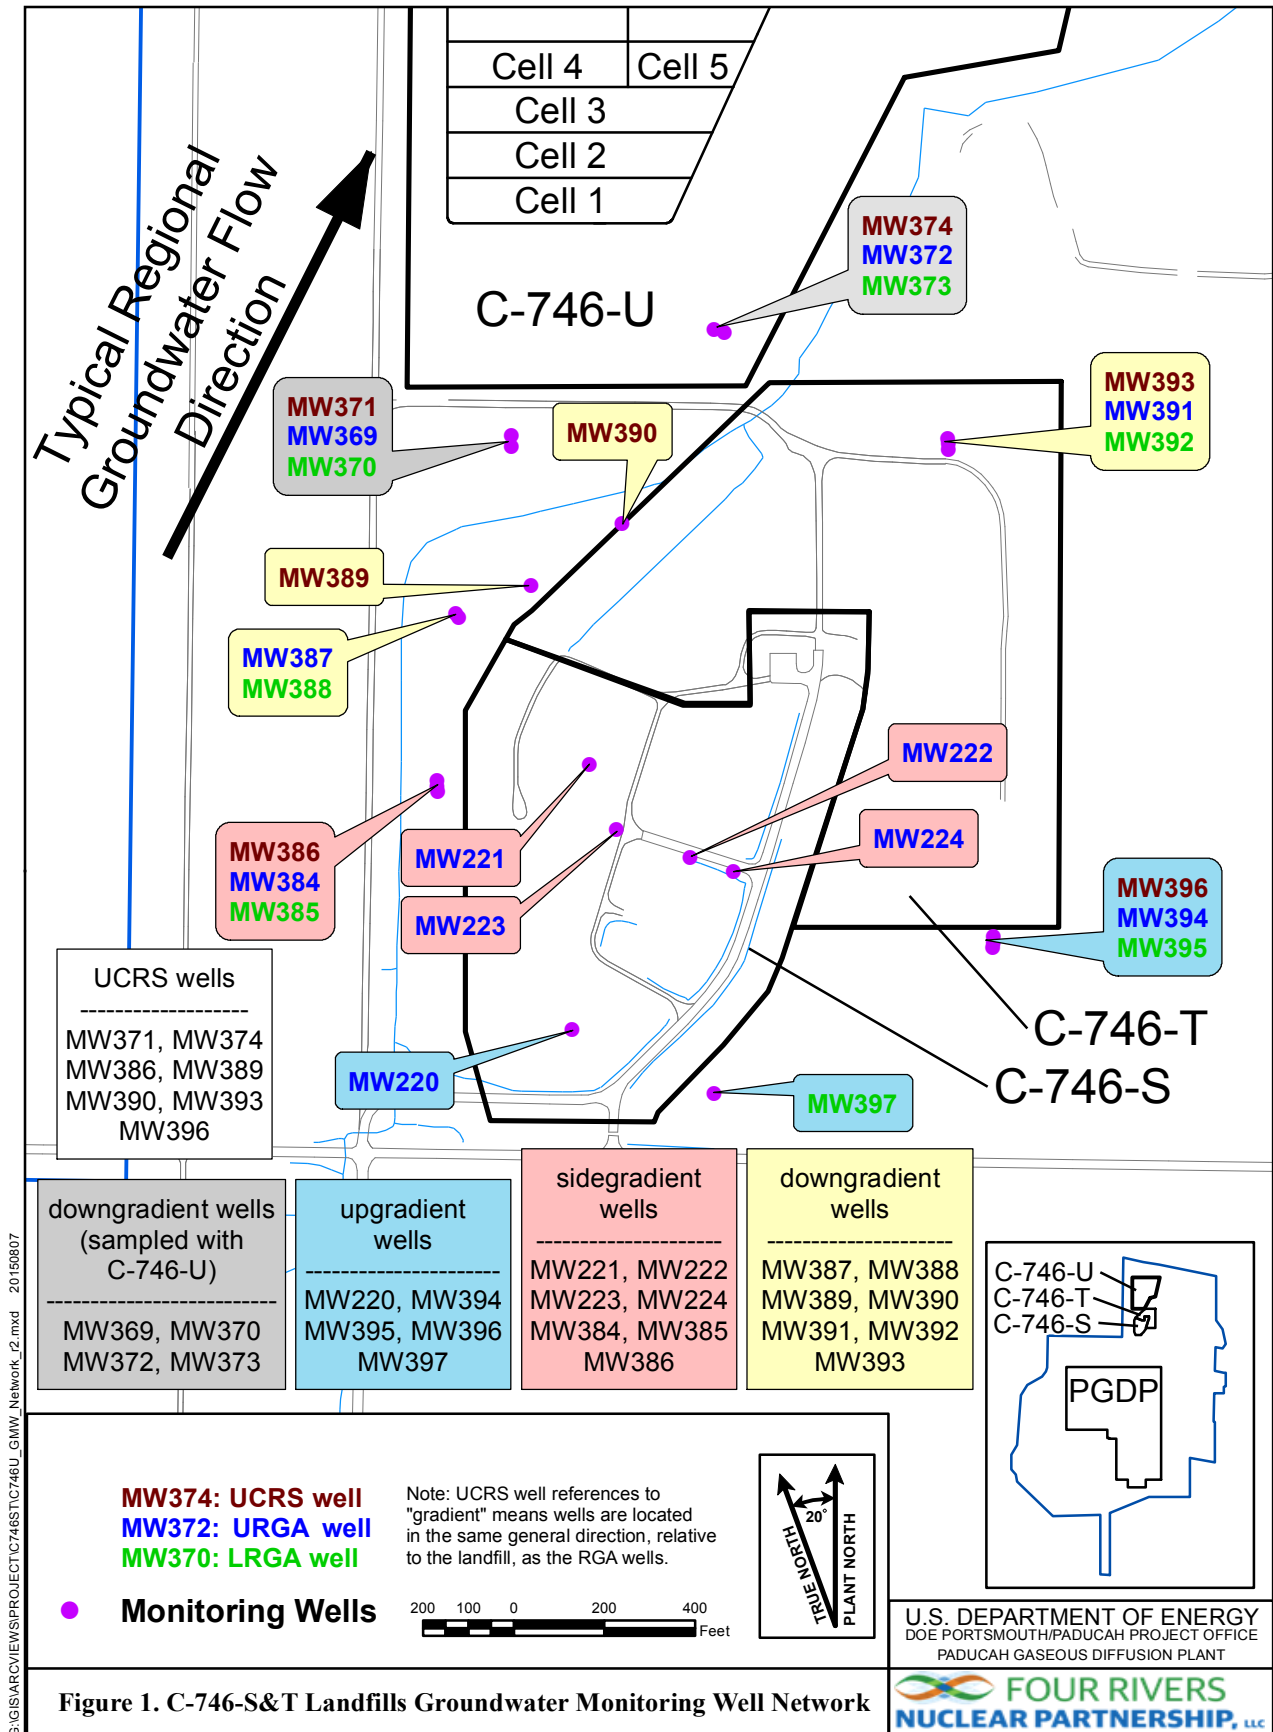 Cell 4
Cell 5
Cell 3
Cell 2
Cell 1
C-746-U
Typical Regional
Groundwater Flow
Direction
MW374
MW372
MW373
MW371
MW369
MW370
MW390
MW393
MW391
MW392
MW389
MW387
MW388
MW222
MW224
MW386
MW384
MW385
MW221
MW223
MW396
MW394
MW395
C-746-T
C-746-S
MW220
MW397
UCRS wells
-------------------
MW371, MW374
MW386, MW389
MW390, MW393
MW396
downgradient wells
(sampled with
C-746-U)
--------------------------
MW369, MW370
MW372, MW373
upgradient
wells
----------------------
MW220, MW394
MW395, MW396
MW397
sidegradient
wells
------------------------
MW221, MW222
MW223, MW224
MW384, MW385
MW386
downgradient
wells
---------------------
MW387, MW388
MW389, MW390
MW391, MW392
MW393
C-746-U
C-746-T
C-746-S
PGDP
MW374: UCRS well
MW372: URGA well
MW370: LRGA well
Monitoring Wells
Note: UCRS well references to
"gradient" means wells are located
in the same general direction, relative
to the landfill, as the RGA wells.
200 100 0 200 400
Feet
20°
TRUE NORTH
PLANT NORTH
U.S. DEPARTMENT OF ENERGY
DOE PORTSMOUTH/PADUCAH PROJECT OFFICE
PADUCAH GASEOUS DIFFUSION PLANT
Figure 1. C-746-S&T Landfills Groundwater Monitoring Well Network
FOUR RIVERS
NUCLEAR PARTNERSHIP, LLC
G:\GIS\ARCVIEWS\PROJECT\C746ST\C746U_GMW_Network_r2.mxd 20150807